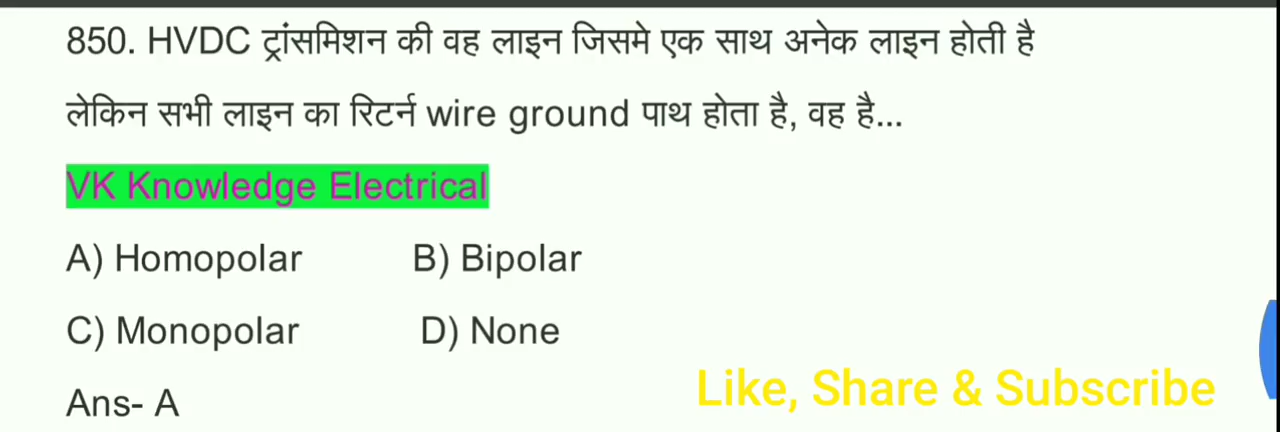 850. HVDC ट्रांसमिशन की वह लाइन जिसमे एक साथ अनेक लाइन होती है
लेकिन सभी लाइन का रिटर्न wire ground पाथ होता है, वह है...
VK Knowledge Electrical
A) Homopolar B) Bipolar
C) Monopolar D) None
Ans- A
Like, Share & Subscribe